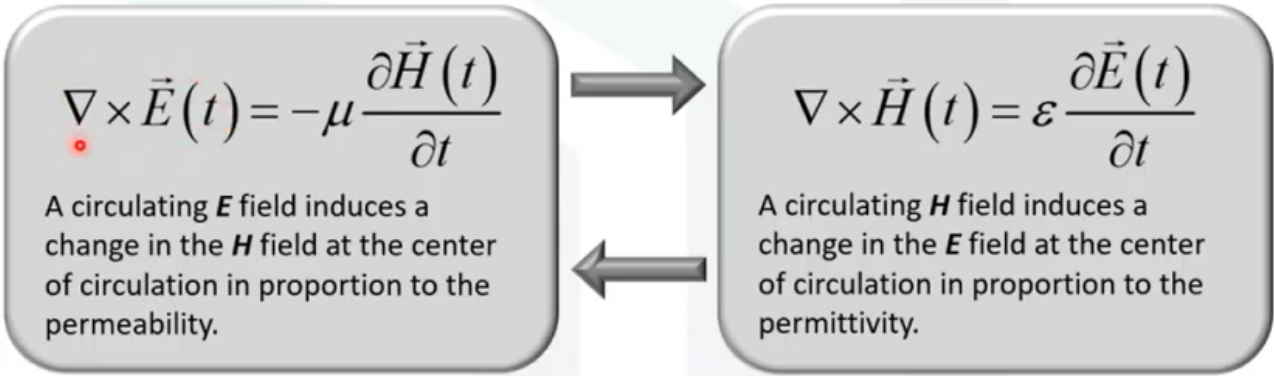 ∇ × E⃗(t) = −μ ∂H⃗(t)/∂t
A circulating E field induces a
change in the H field at the center
of circulation in proportion to the
permeability.
∇ × H⃗(t) = ε ∂E⃗(t)/∂t
A circulating H field induces a
change in the E field at the center
of circulation in proportion to the
permittivity.